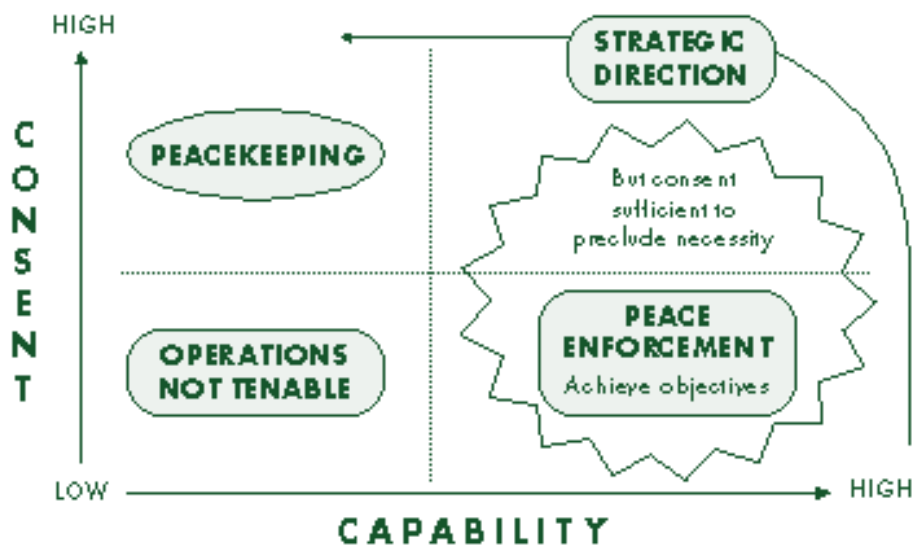 HIGH
STRATEGIC
DIRECTION
CONSENT
PEACEKEEPING
But consent
sufficient to
preclude necessity
OPERATIONS
NOT TENABLE
PEACE
ENFORCEMENT
Achieve objectives
LOW
HIGH
CAPABILITY